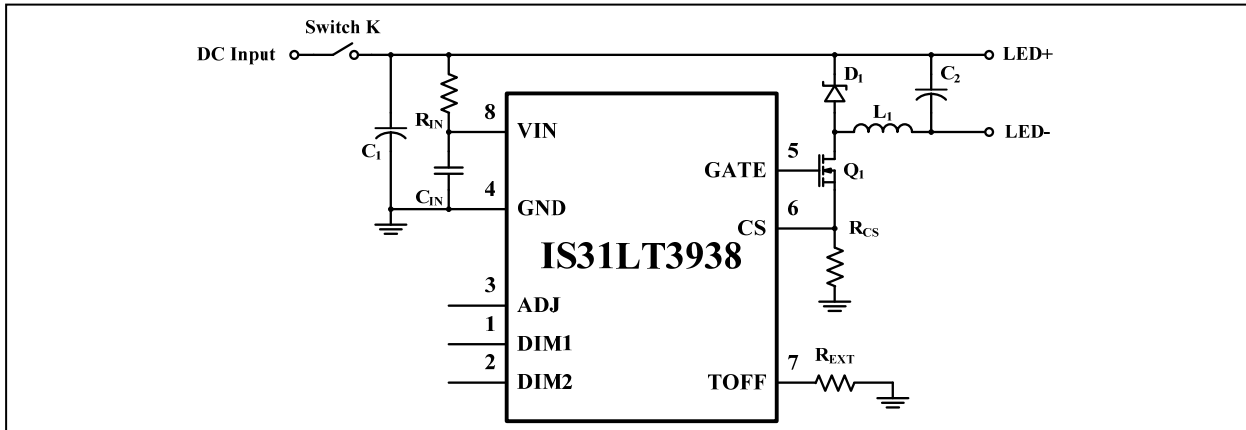 Switch K
DC Input
LED+
D1
C2
8
RIN
VIN
L1
LED-
C1
5
GATE
Q1
4
CIN
GND
6
CS
RCS
IS31LT3938
3
ADJ
1
DIM1
2
DIM2
7
TOFF
REXT